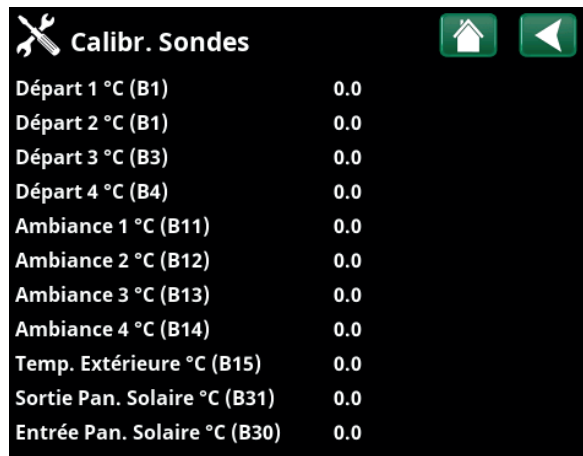 Calibr. Sondes
Départ 1 °C (B1) 0.0
Départ 2 °C (B1) 0.0
Départ 3 °C (B3) 0.0
Départ 4 °C (B4) 0.0
Ambiance 1 °C (B11) 0.0
Ambiance 2 °C (B12) 0.0
Ambiance 3 °C (B13) 0.0
Ambiance 4 °C (B14) 0.0
Temp. Extérieure °C (B15) 0.0
Sortie Pan. Solaire °C (B31) 0.0
Entrée Pan. Solaire °C (B30) 0.0